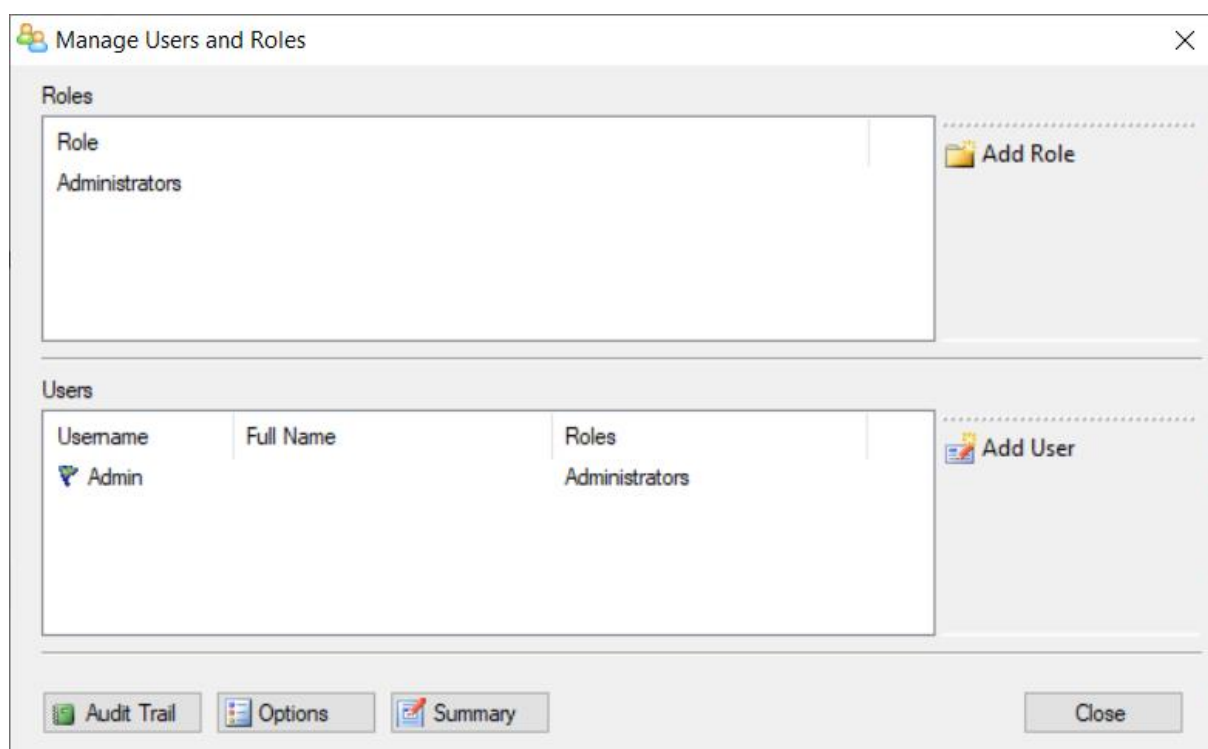 Manage Users and Roles
Roles
Role
Administrators
Add Role
Users
Username Full Name Roles
Admin Administrators
Add User
Audit Trail Options Summary Close